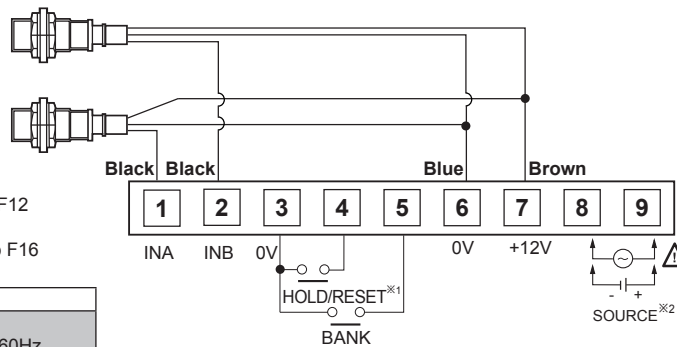 Black Black Blue Brown
F12
1 2 3 4 5 6 7 8 9
F16
INA INB 0V 0V +12V
HOLD/RESET※1
- +
SOURCE※2
BANK
60Hz